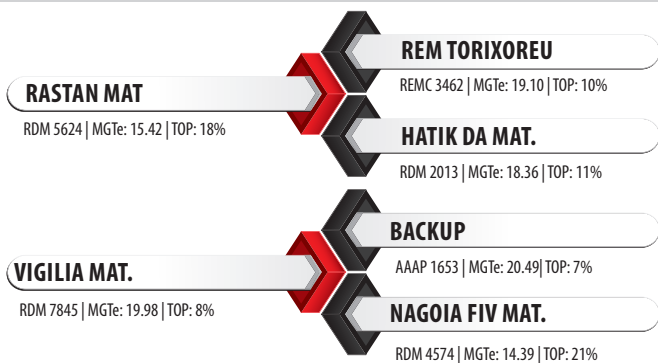 REM TORIXOREU
REMC 3462 | MGTe: 19.10 | TOP: 10%
RASTAN MAT
RDM 5624 | MGTe: 15.42 | TOP: 18%
HATIK DA MAT.
RDM 2013 | MGTe: 18.36 | TOP: 11%
BACKUP
AAAP 1653 | MGTe: 20.49| TOP: 7%
VIGILIA MAT.
RDM 7845 | MGTe: 19.98 | TOP: 8%
NAGOIA FIV MAT.
RDM 4574 | MGTe: 14.39 | TOP: 21%